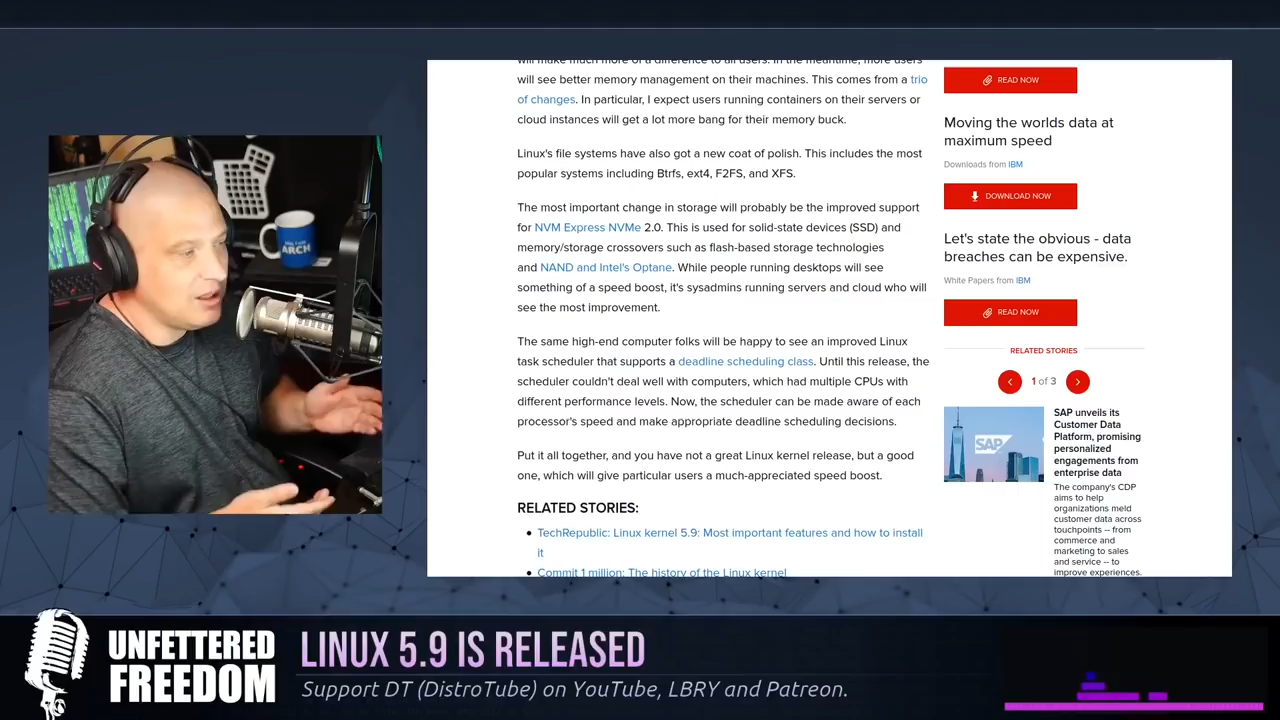 will make much more of a difference to all users. In the meantime, more users
will see better memory management on their machines. This comes from a trio
of changes. In particular, I expect users running containers on their servers or
cloud instances will get a lot more bang for their memory buck.
Linux's file systems have also got a new coat of polish. This includes the most
popular systems including Btrfs, ext4, F2FS, and XFS.
The most important change in storage will probably be the improved support
for NVM Express NVMe 2.0. This is used for solid-state devices (SSD) and
memory/storage crossovers such as flash-based storage technologies
and NAND and Intel's Optane. While people running desktops will see
something of a speed boost, it's sysadmins running servers and cloud who will
see the most improvement.
The same high-end computer folks will be happy to see an improved Linux
task scheduler that supports a deadline scheduling class. Until this release, the
scheduler couldn't deal well with computers, which had multiple CPUs with
different performance levels. Now, the scheduler can be made aware of each
processor's speed and make appropriate deadline scheduling decisions.
Put it all together, and you have not a great Linux kernel release, but a good
one, which will give particular users a much-appreciated speed boost.
RELATED STORIES:
• TechRepublic: Linux kernel 5.9: Most important features and how to install
it
• Commit 1 million: The history of the Linux kernel
READ NOW
Moving the worlds data at
maximum speed
Downloads from IBM
DOWNLOAD NOW
Let's state the obvious - data
breaches can be expensive.
White Papers from IBM
READ NOW
RELATED STORIES
1 of 3
SAP
SAP unveils its
Customer Data
Platform, promising
personalized
engagements from
enterprise data
The company's CDP
aims to help
organizations meld
customer data across
touchpoints -- from
commerce and
marketing to sales
and service -- to
improve experiences.
ARCH
UNFETTERED
FREEDOM
LINUX 5.9 IS RELEASED
Support DT (DistroTube) on YouTube, LBRY and Patreon.